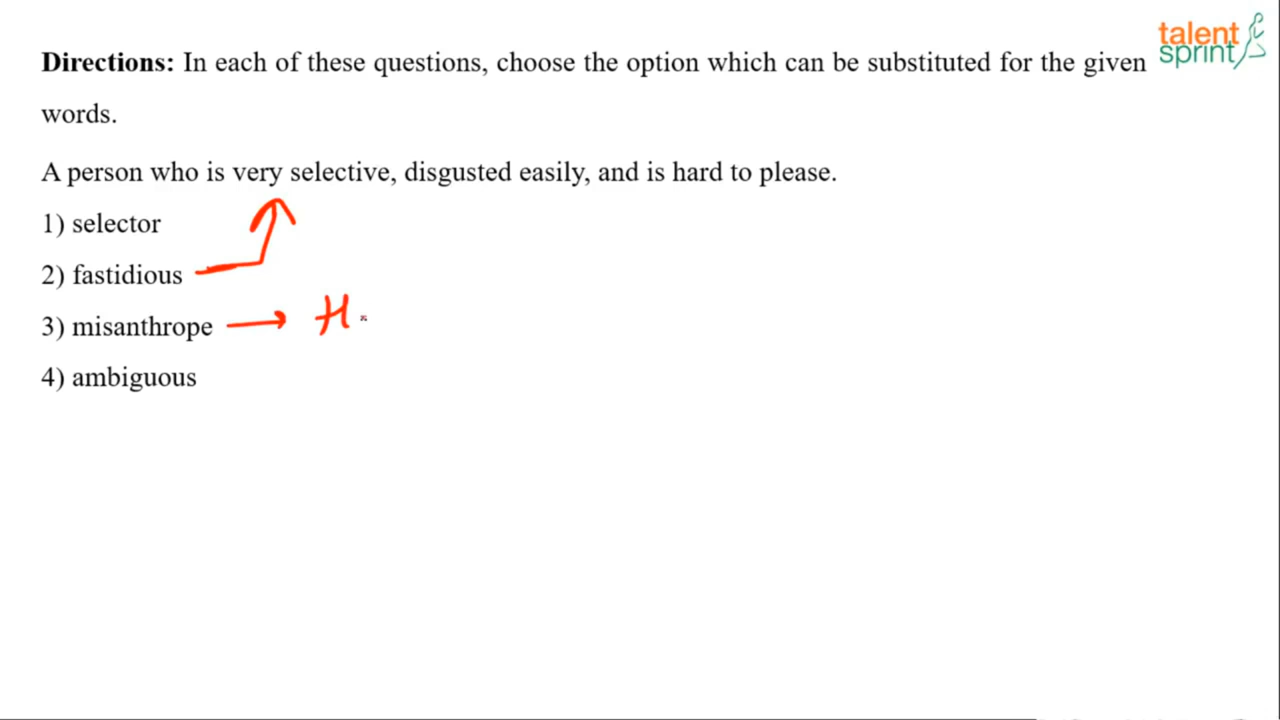 talent
sprint
Directions: In each of these questions, choose the option which can be substituted for the given
words.
A person who is very selective, disgusted easily, and is hard to please.
1) selector
2) fastidious
3) misanthrope
H
4) ambiguous